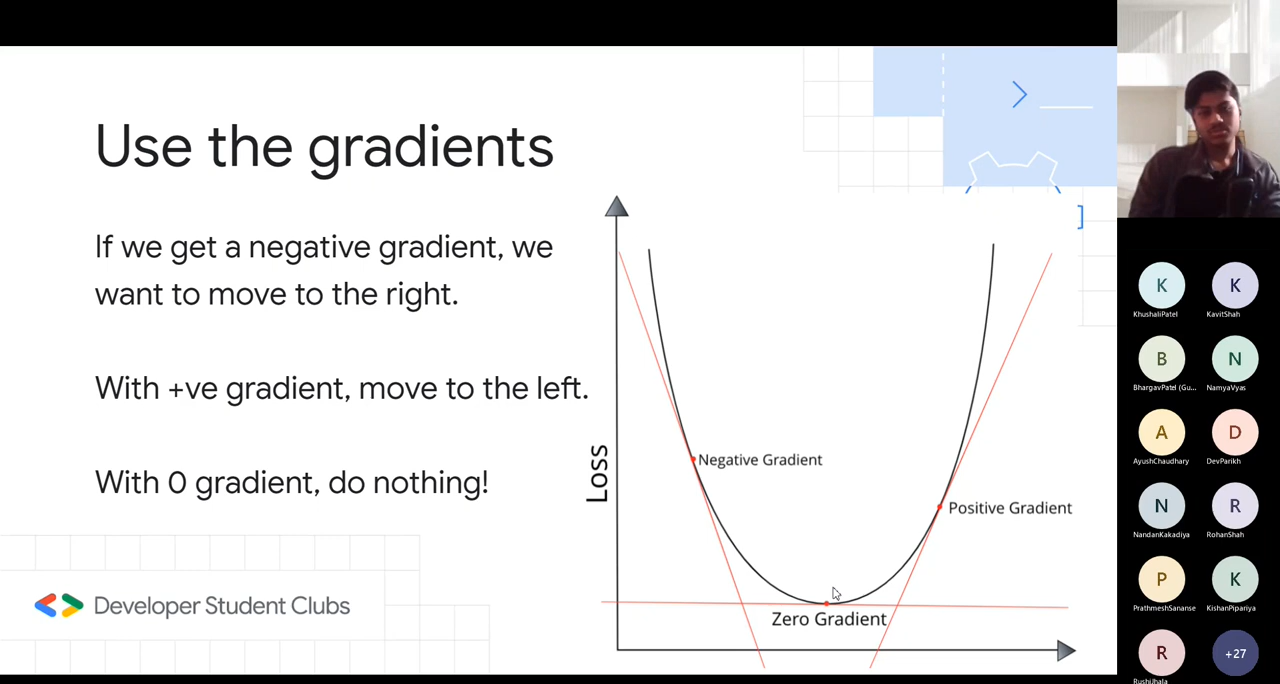 Use the gradients
If we get a negative gradient, we
want to move to the right.
With +ve gradient, move to the left.
With 0 gradient, do nothing!
Loss
Negative Gradient
Positive Gradient
Zero Gradient
Developer Student Clubs
K
K
KhushaliPatel
KavitShah
B
N
BhargavPatel (Gu...
NamyaVyas
A
D
AyushChaudhary
DevParikh
N
R
NandanKakadiya
RohanShah
P
K
PrathmeshSananse
KishanPipariya
R
+27
RushiJhala